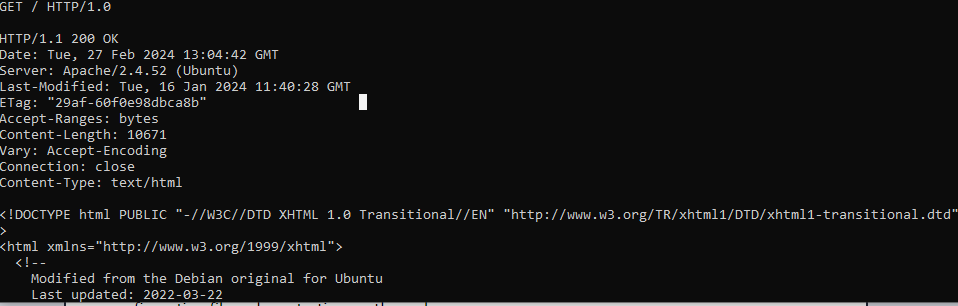 GET / HTTP/1.0
HTTP/1.1 200 OK
Date: Tue, 27 Feb 2024 13:04:42 GMT
Server: Apache/2.4.52 (Ubuntu)
Last-Modified: Tue, 16 Jan 2024 11:40:28 GMT
ETag: "29af-60f0e98dbca8b"
Accept-Ranges: bytes
Content-Length: 10671
Vary: Accept-Encoding
Connection: close
Content-Type: text/html
<!DOCTYPE html PUBLIC "-//W3C//DTD XHTML 1.0 Transitional//EN" "http://www.w3.org/TR/xhtml1/DTD/xhtml1-transitional.dtd"
>
<html xmlns="http://www.w3.org/1999/xhtml">
<!--
Modified from the Debian original for Ubuntu
Last updated: 2022-03-22